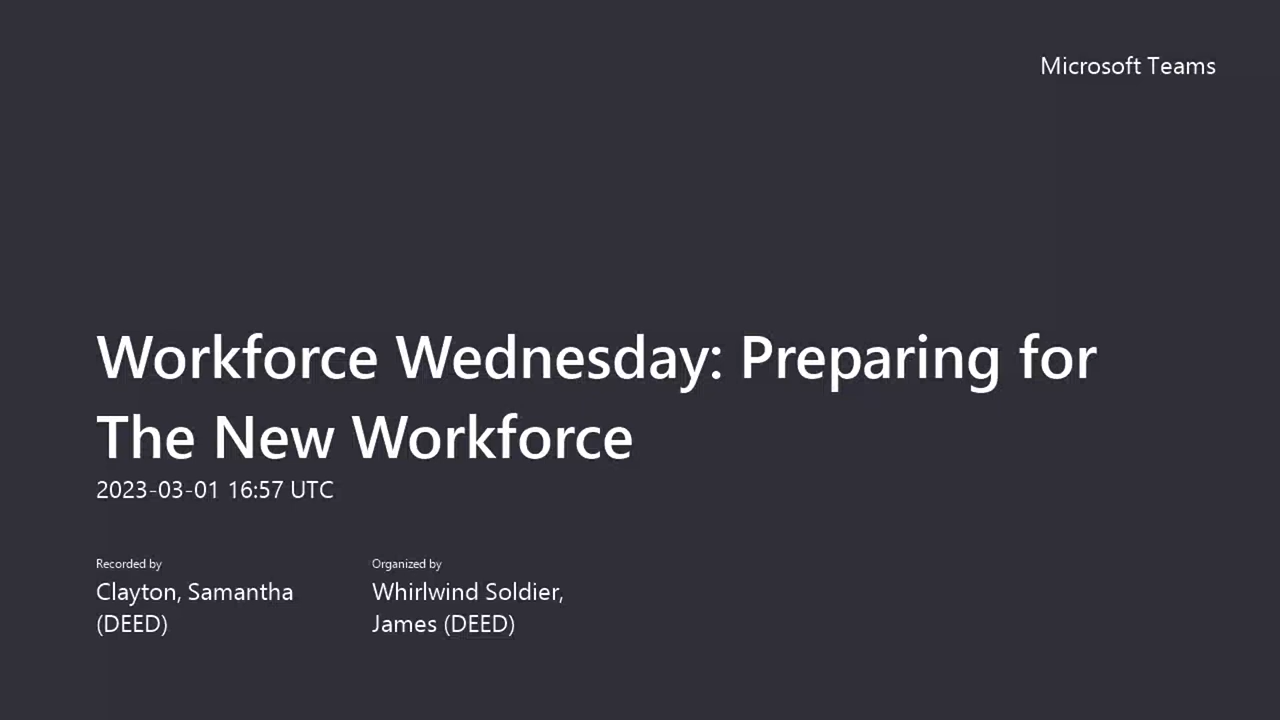 Microsoft Teams
Workforce Wednesday: Preparing for
The New Workforce
2023-03-01 16:57 UTC
Recorded by
Clayton, Samantha
(DEED)
Organized by
Whirlwind Soldier,
James (DEED)